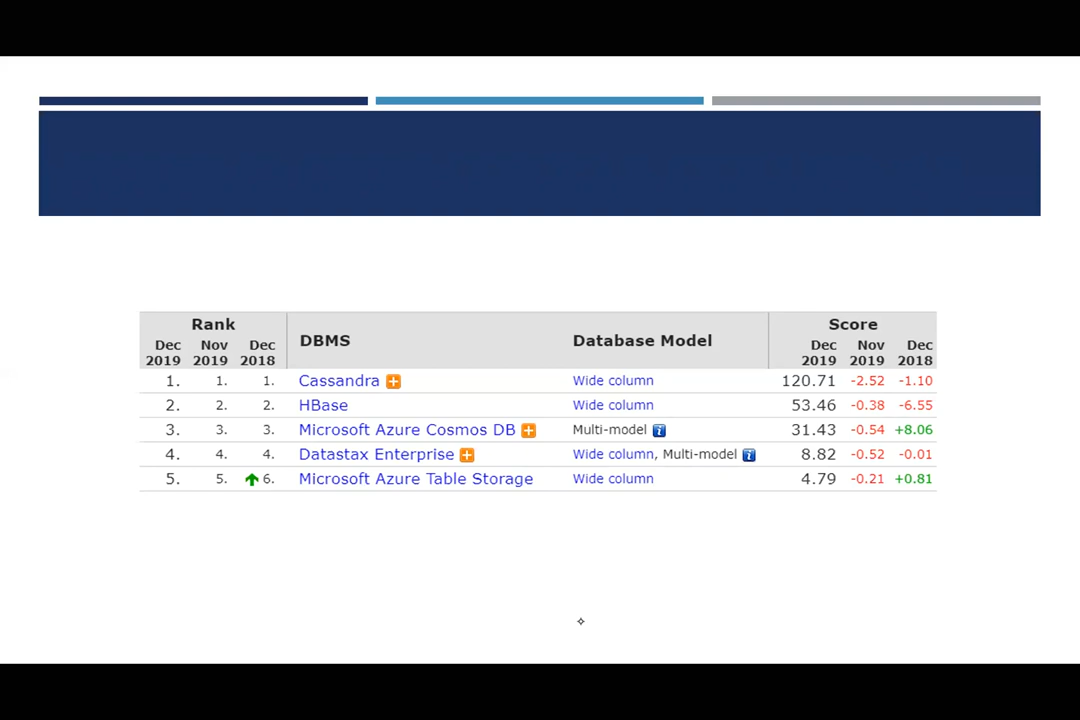 Rank DBMS Database Model Score
Dec 2019 Nov 2019 Dec 2018 Dec 2019 Nov 2019 Dec 2018
1. 1. 1. Cassandra Wide column 120.71 -2.52 -1.10
2. 2. 2. HBase Wide column 53.46 -0.38 -6.55
3. 3. 3. Microsoft Azure Cosmos DB Multi-model 31.43 -0.54 +8.06
4. 4. 4. Datastax Enterprise Wide column, Multi-model 8.82 -0.52 -0.01
5. 5. 6. Microsoft Azure Table Storage Wide column 4.79 -0.21 +0.81